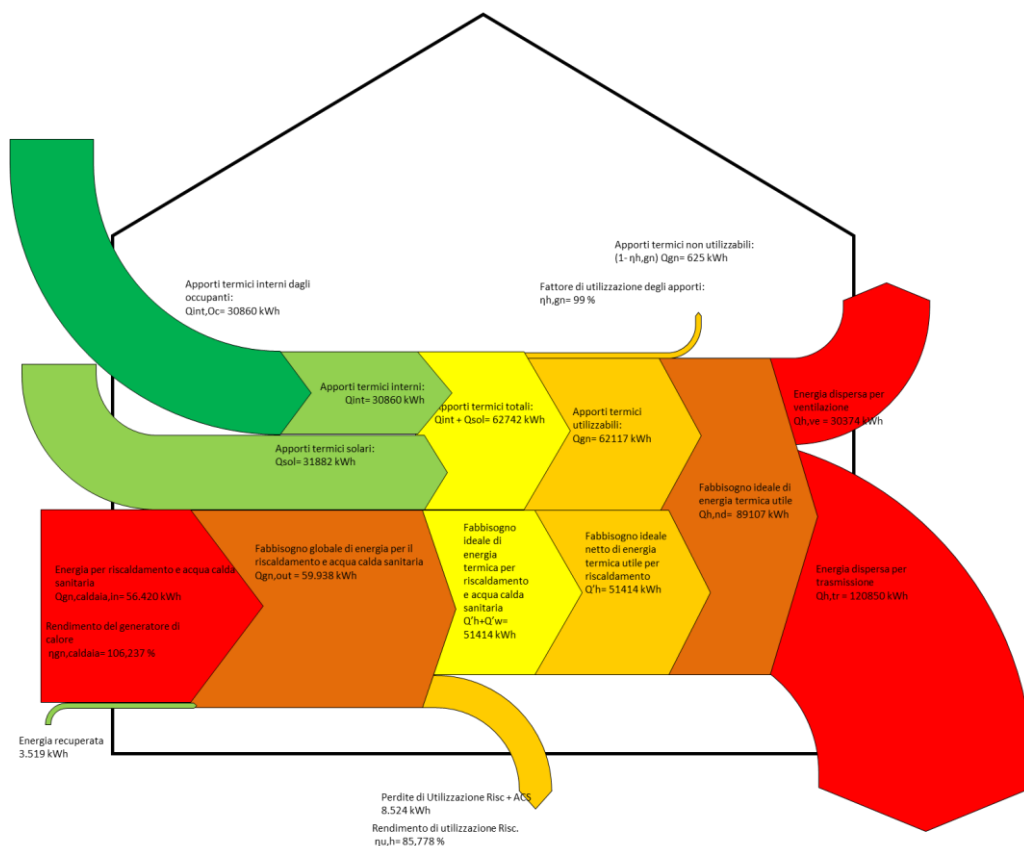 Apporti termici non utilizzabili:
(1- ηh,gn) Qgn= 625 kWh
Fattore di utilizzazione degli apporti:
ηh,gn= 99 %
Apporti termici interni dagli
occupanti:
Qint,Oc= 30860 kWh
Apporti termici interni:
Qint= 30860 kWh
pporti termici totali:
Qint + Qsol= 62742 kWh
Apporti termici
utilizzabili:
Qgn= 62117 kWh
Energia dispersa per
ventilazione
Qh,ve = 30374 kWh
Apporti termici solari:
Qsol= 31882 kWh
Fabbisogno ideale di
energia termica utile
Qh,nd= 89107 kWh
Energia per riscaldamento e acqua calda
sanitaria
Qgn,caldaia,in= 56.420 kWh
Rendimento del generatore di
calore
ηgn,caldaia= 106,237 %
Fabbisogno globale di energia per il
riscaldamento e acqua calda sanitaria
Qgn,out = 59.938 kWh
Fabbisogno
ideale di
energia
termica per
riscaldamento
e acqua calda
sanitaria
Q'h+Q'w=
51414 kWh
Fabbisogno ideale
netto di energia
termica utile per
riscaldamento
Q'h= 51414 kWh
Energia dispersa per
trasmissione
Qh,tr = 120850 kWh
Energia recuperata
3.519 kWh
Perdite di Utilizzazione Risc + ACS
8.524 kWh
Rendimento di utilizzazione Risc.
ηu,h= 85,778 %